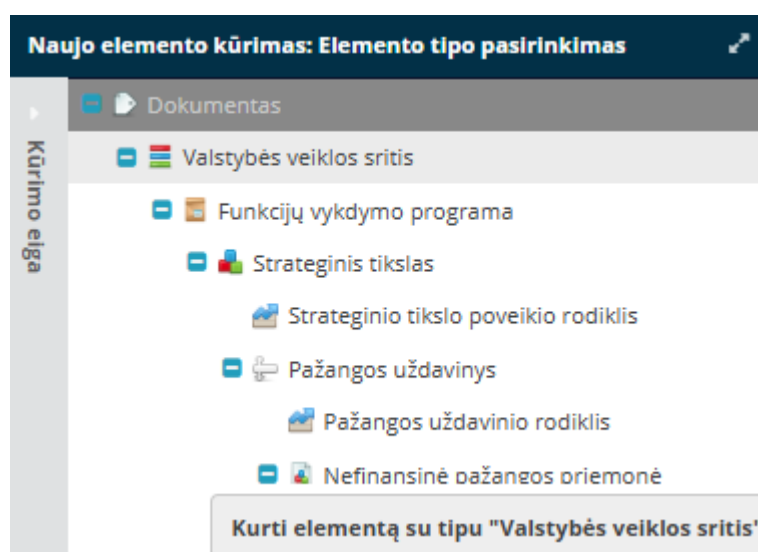 Naujo elemento kūrimas: Elemento tipo pasirinkimas
Kūrimo eiga
Dokumentas
Valstybės veiklos sritis
Funkcijų vykdymo programa
Strateginis tikslas
Strateginio tikslo poveikio rodiklis
Pažangos uždavinys
Pažangos uždavinio rodiklis
Nefinansinė pažangos priemonė
Kurti elementą su tipu "Valstybės veiklos sritis"